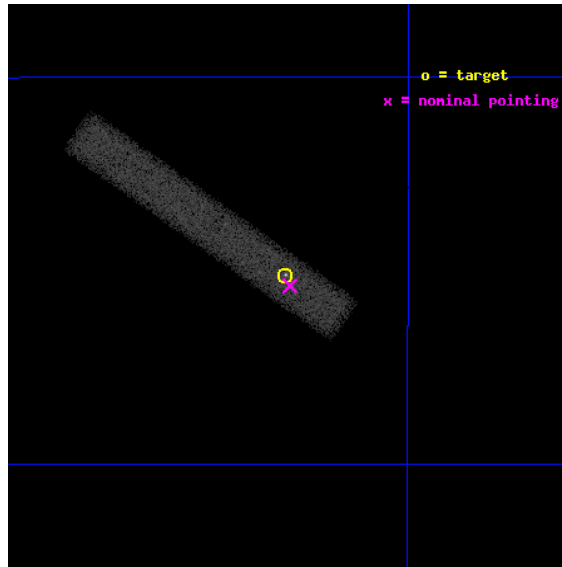 o = target
x = nominal pointing